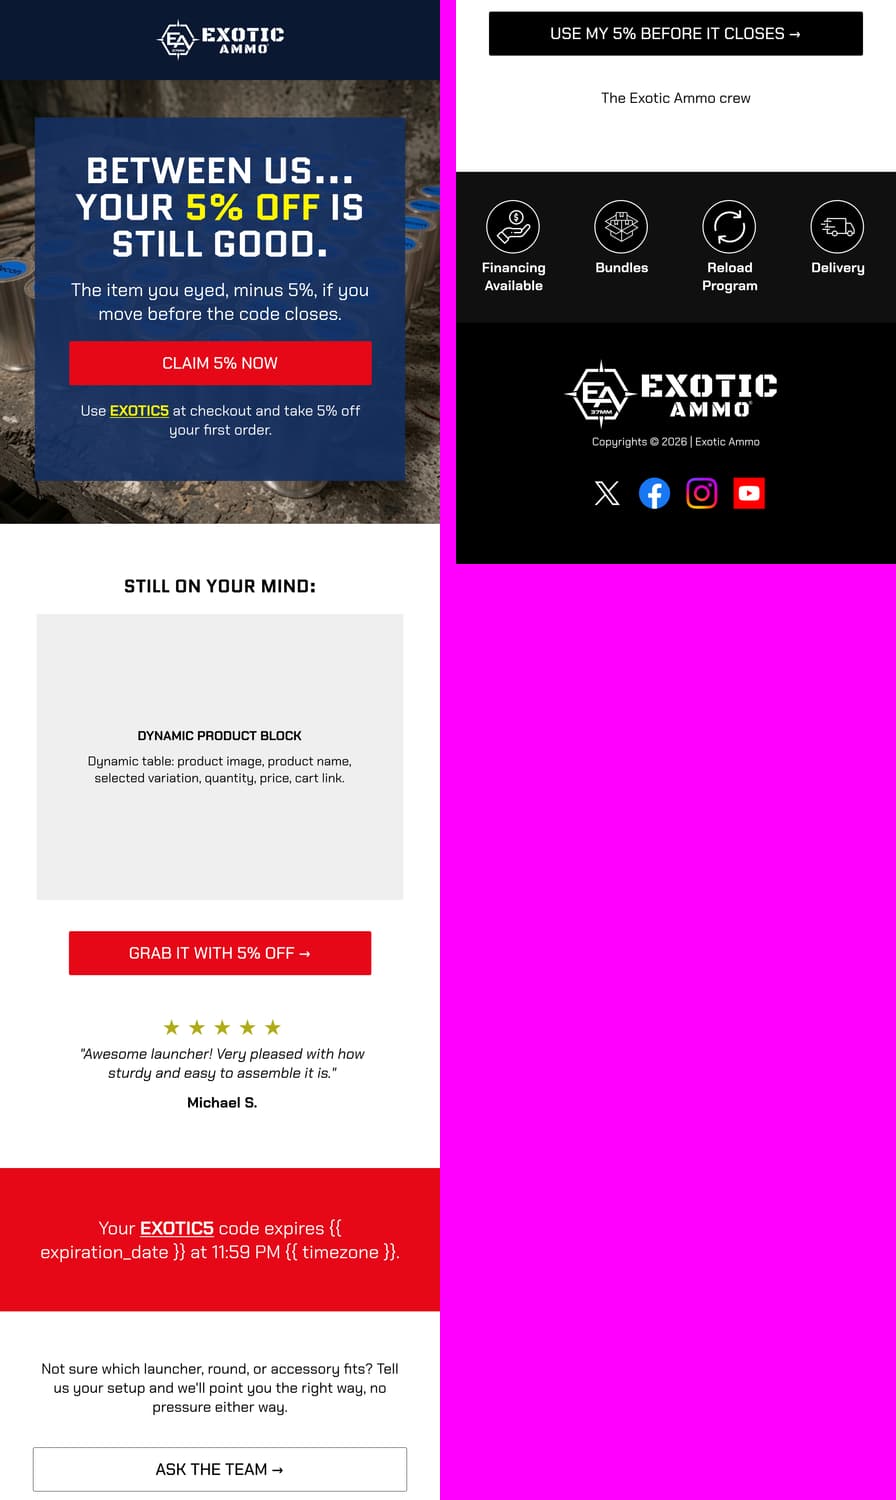 EXOTIC
AMMO
EA
37MM
BETWEEN US...
YOUR 5% OFF IS
STILL GOOD.
The item you eyed, minus 5%, if you
move before the code closes.
CLAIM 5% NOW
Use EXOTIC5 at checkout and take 5% off
your first order.
STILL ON YOUR MIND:
DYNAMIC PRODUCT BLOCK
Dynamic table: product image, product name,
selected variation, quantity, price, cart link.
GRAB IT WITH 5% OFF →
★ ★ ★ ★ ★
"Awesome launcher! Very pleased with how
sturdy and easy to assemble it is."
Michael S.
Your EXOTIC5 code expires {{
expiration_date }} at 11:59 PM {{ timezone }}.
Not sure which launcher, round, or accessory fits? Tell
us your setup and we'll point you the right way, no
pressure either way.
ASK THE TEAM →
USE MY 5% BEFORE IT CLOSES →
The Exotic Ammo crew
Financing
Available
Bundles
Reload
Program
Delivery
EA
37MM
EXOTIC
AMMO®
Copyrights © 2026 | Exotic Ammo